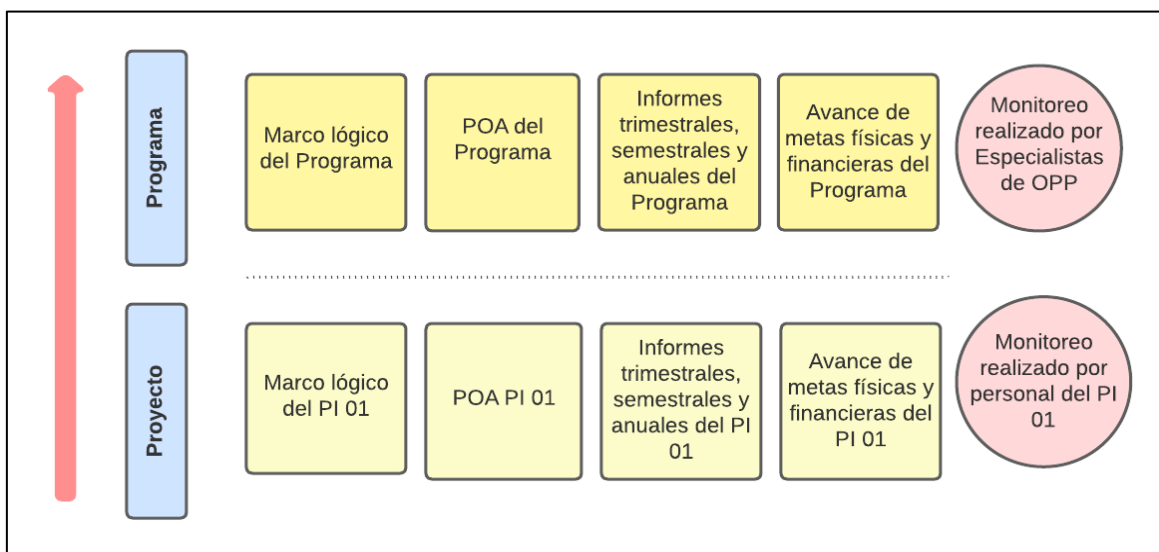 Programa
Marco lógico
del Programa
POA del
Programa
Informes
trimestrales,
semestrales y
anuales del
Programa
Avance de
metas físicas y
financieras del
Programa
Monitoreo
realizado por
Especialistas
de OPP
Proyecto
Marco lógico
del PI 01
POA PI 01
Informes
trimestrales,
semestrales y
anuales del PI
01
Avance de
metas físicas y
financieras del
PI 01
Monitoreo
realizado por
personal del PI
01